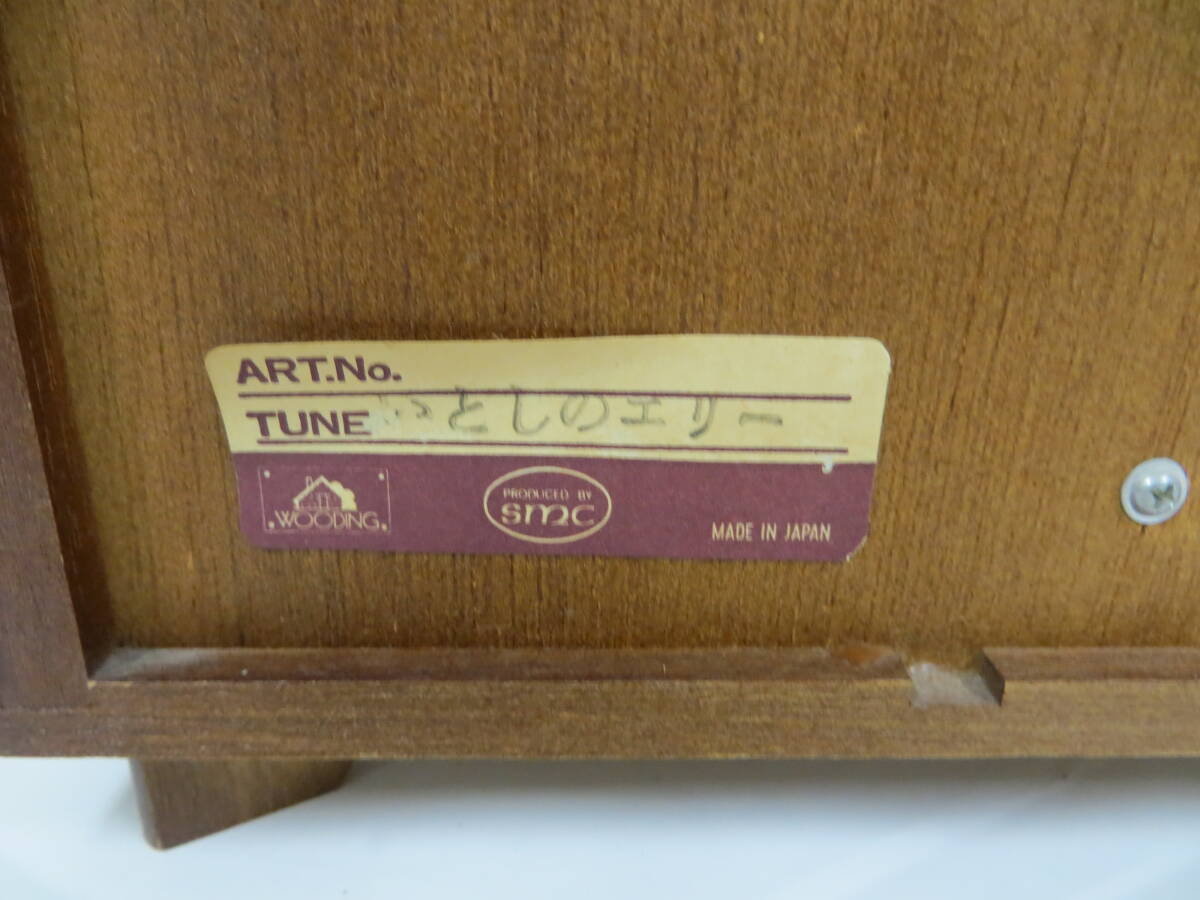 ART.No.
TUNE いとしのエリー
WOODING
PRODUCED BY
smc
MADE IN JAPAN